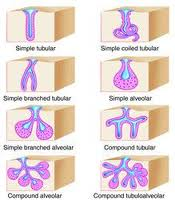 Simple tubular
Simple coiled tubular
Simple branched tubular
Simple alveolar
Simple branched alveolar
Compound tubular
Compound alveolar
Compound tubuloalveolar